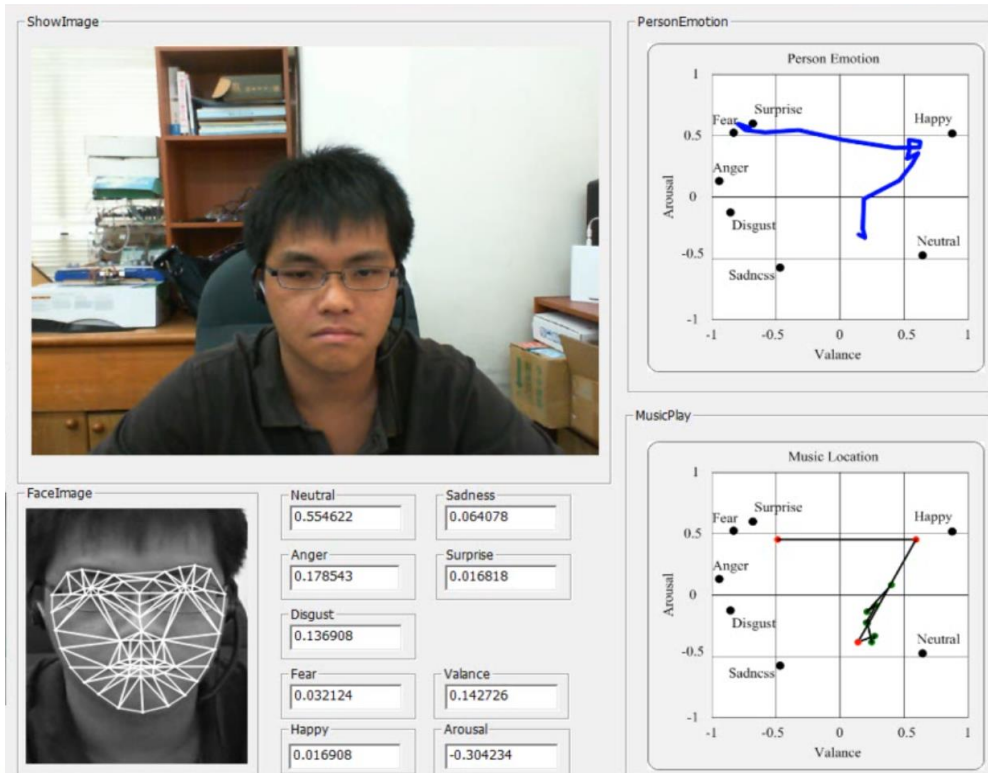 ShowImage
PersonEmotion
Person Emotion
1
Surprise
Fear
Happy
0.5
Anger
Arousal
0
Disgust
Neutral
-0.5
Sadncss
-1
-1 -0.5 0 0.5 1
Valance
MusicPlay
Music Location
1
Surprise
Fear
Happy
0.5
Anger
Arousal
0
Disgust
Neutral
-0.5
Sadncss
-1
-1 -0.5 0 0.5 1
Valance
FaceImage
Neutral
0.554622
Sadness
0.064078
Anger
0.178543
Surprise
0.016818
Disgust
0.136908
Fear
0.032124
Valance
0.142726
Happy
0.016908
Arousal
-0.304234